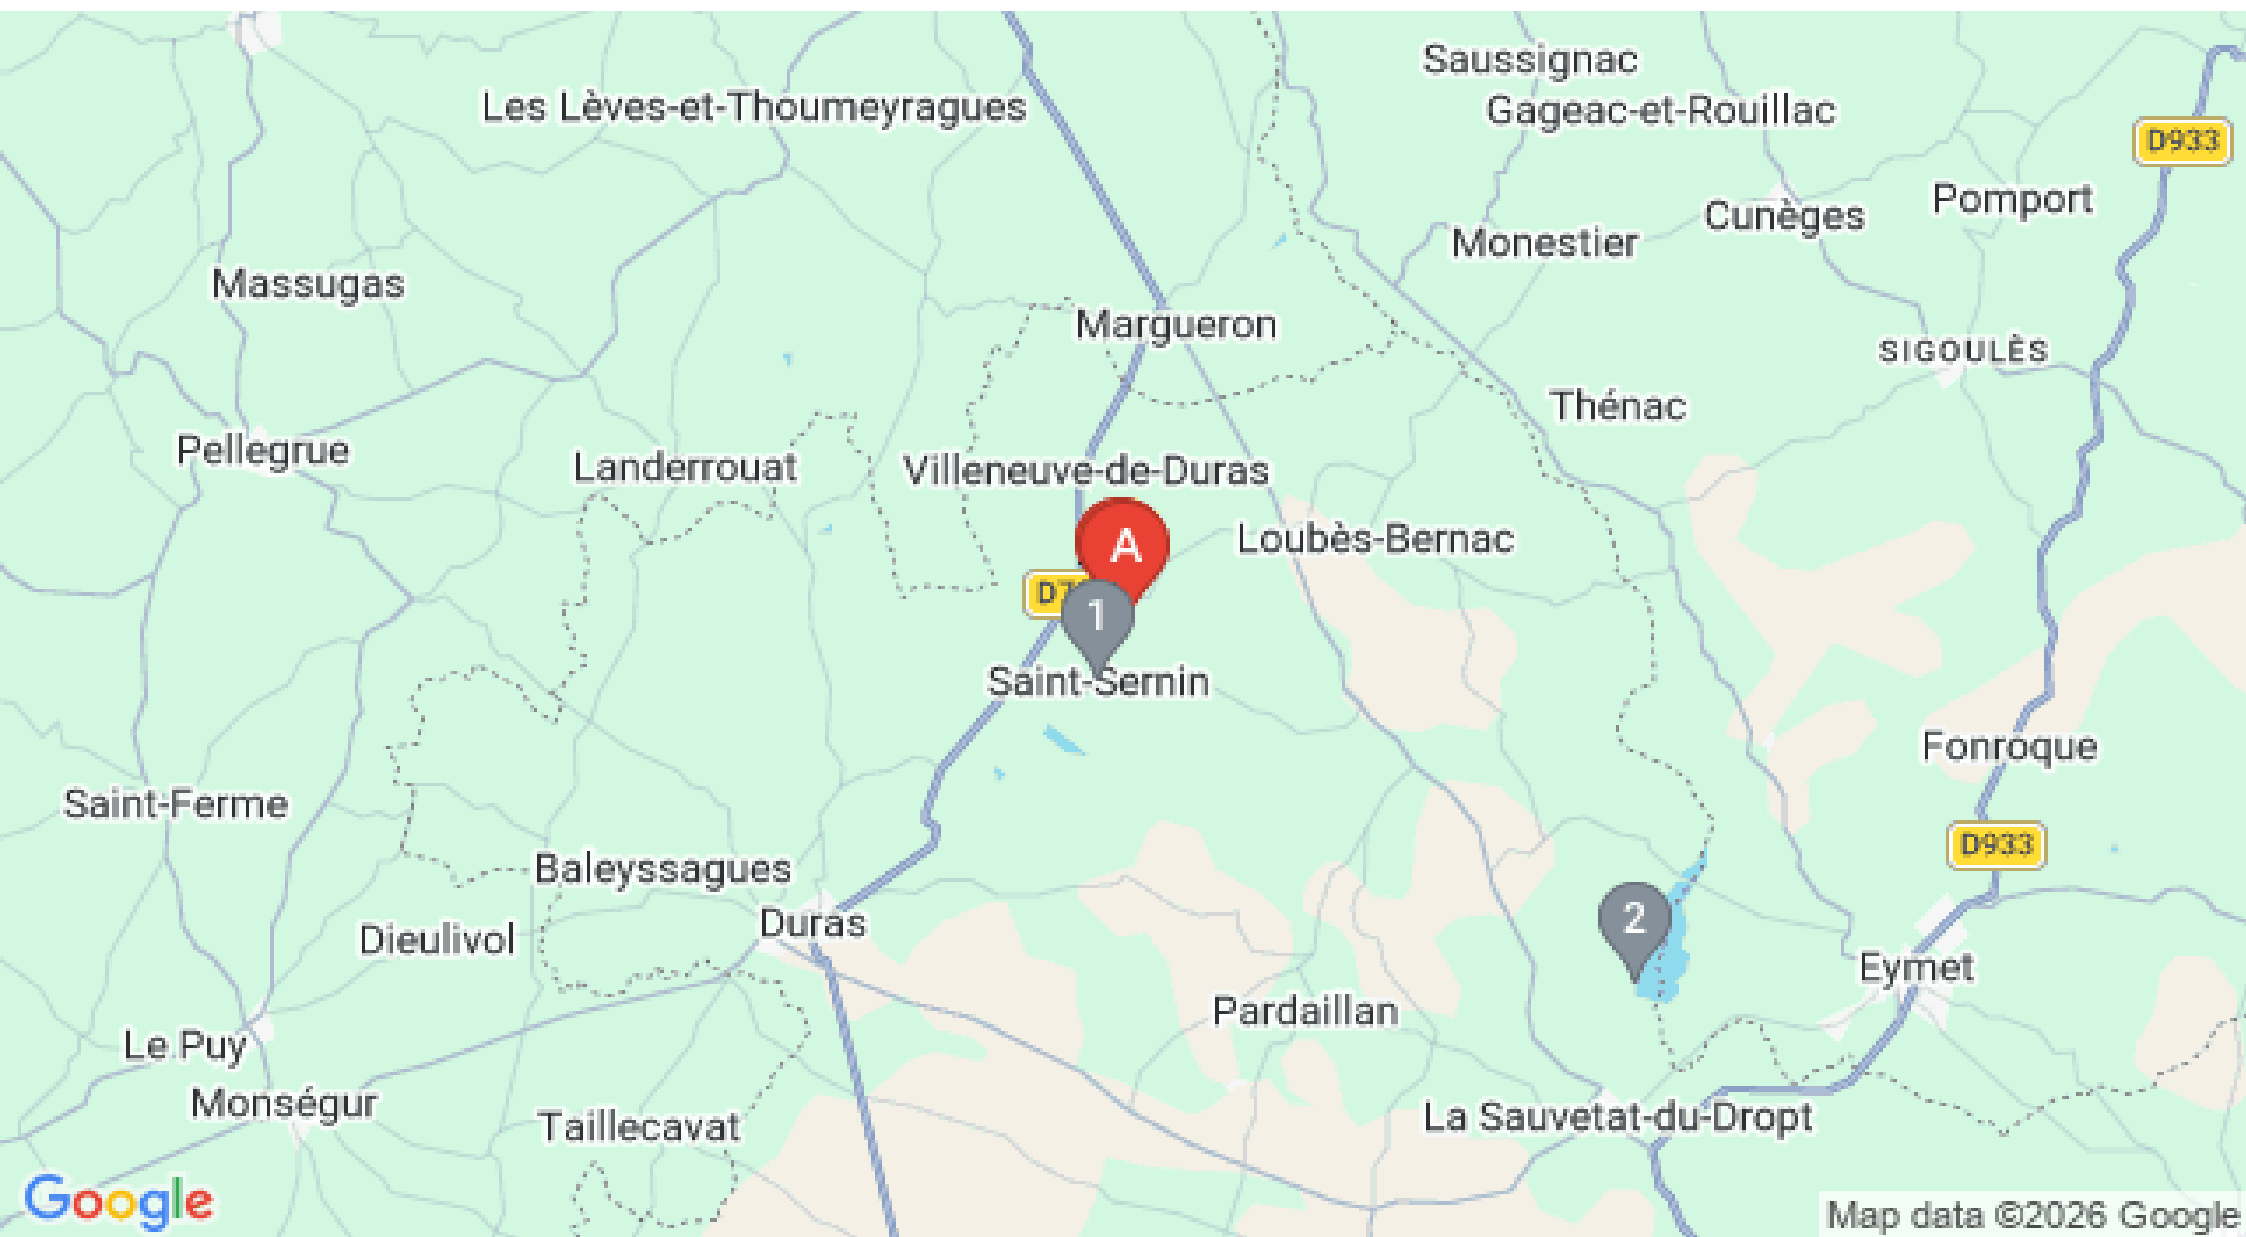 Saussignac
Les Lèves-et-Thoumeyragues
Gageac-et-Rouillac
D933
Pomport
Cunèges
Monestier
Massugas
Margueron
SIGOULÈS
Thénac
Pellegrue
Landerrouat
Villeneuve-de-Duras
Loubès-Bernac
A
1
Saint-Sernin
Fonroque
Saint-Ferme
D933
Baleyssagues
2
Duras
Dieulivol
Eymet
Pardaillan
Le Puy
Monségur
La Sauvetat-du-Dropt
Taillecavat
Google
Map data ©2026 Google